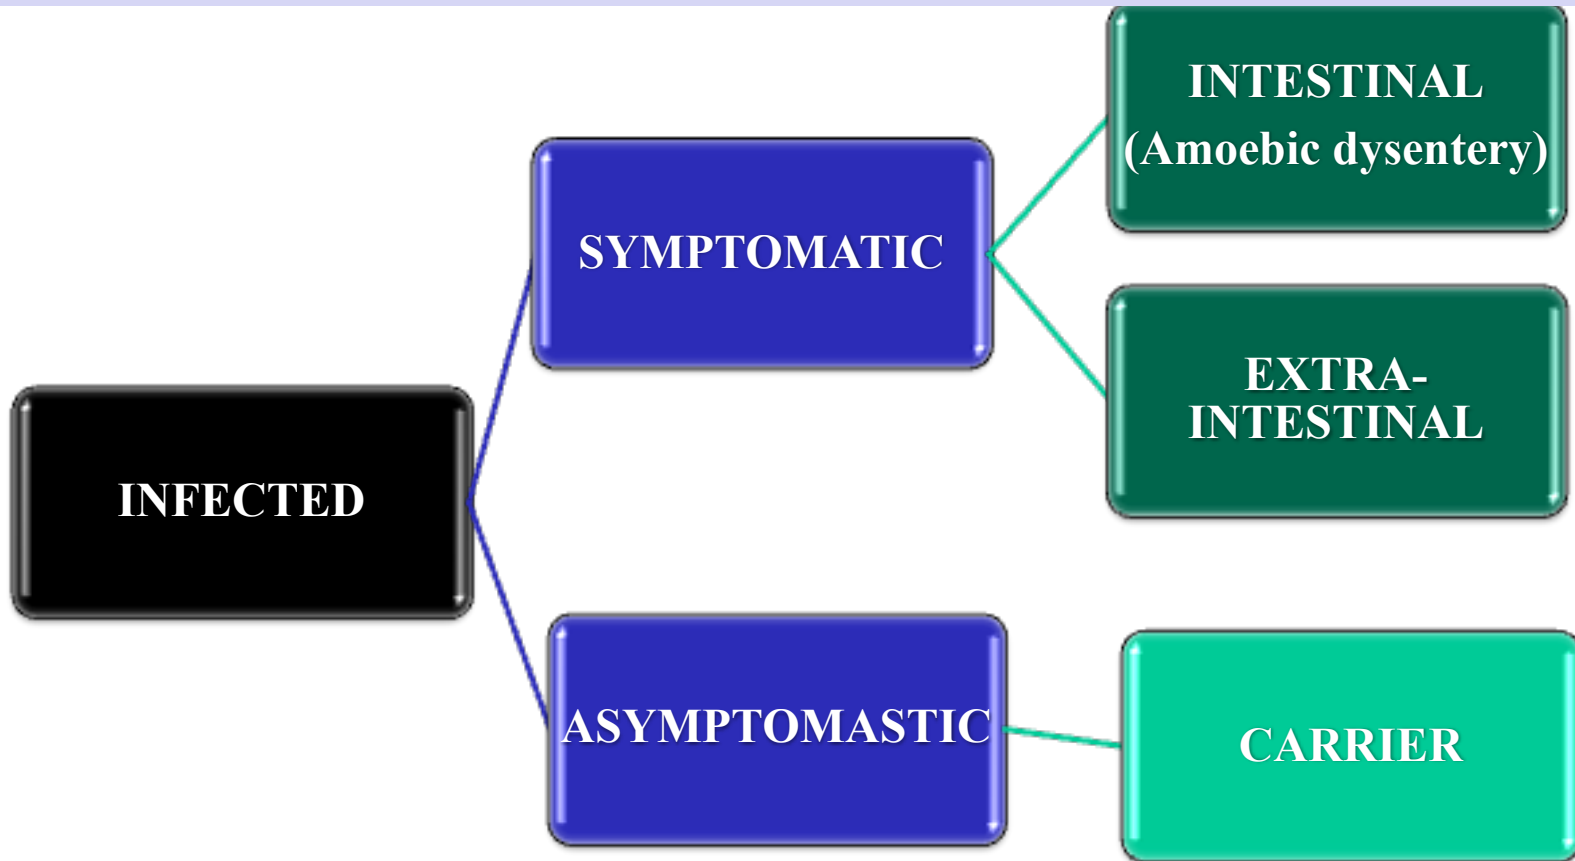 INTESTINAL
(Amoebic dysentery)
SYMPTOMATIC
EXTRA-
INTESTINAL
INFECTED
ASYMPTOMASTIC
CARRIER